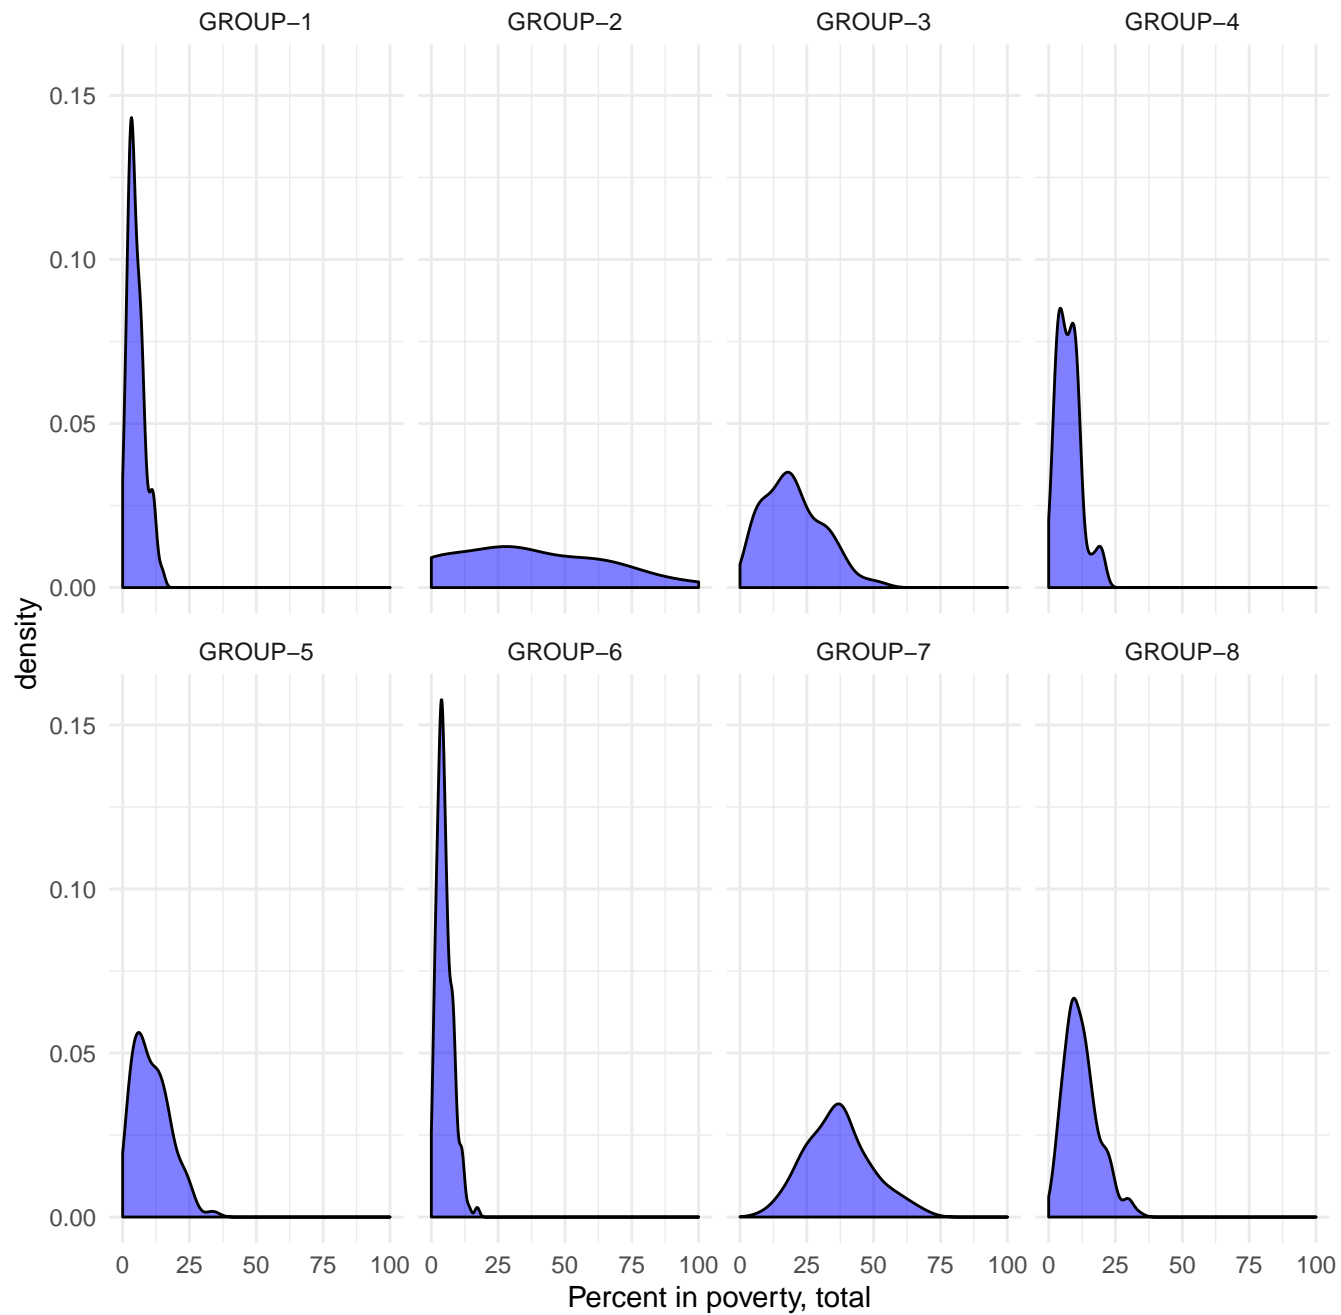 GROUP−1 GROUP−2 GROUP−3 GROUP−4
0.15
0.10
0.05
0.00
density
GROUP−5 GROUP−6 GROUP−7 GROUP−8
0.15
0.10
0.05
0.00
0 25 50 75 100 0 25 50 75 100 0 25 50 75 100 0 25 50 75 100
Percent in poverty, total